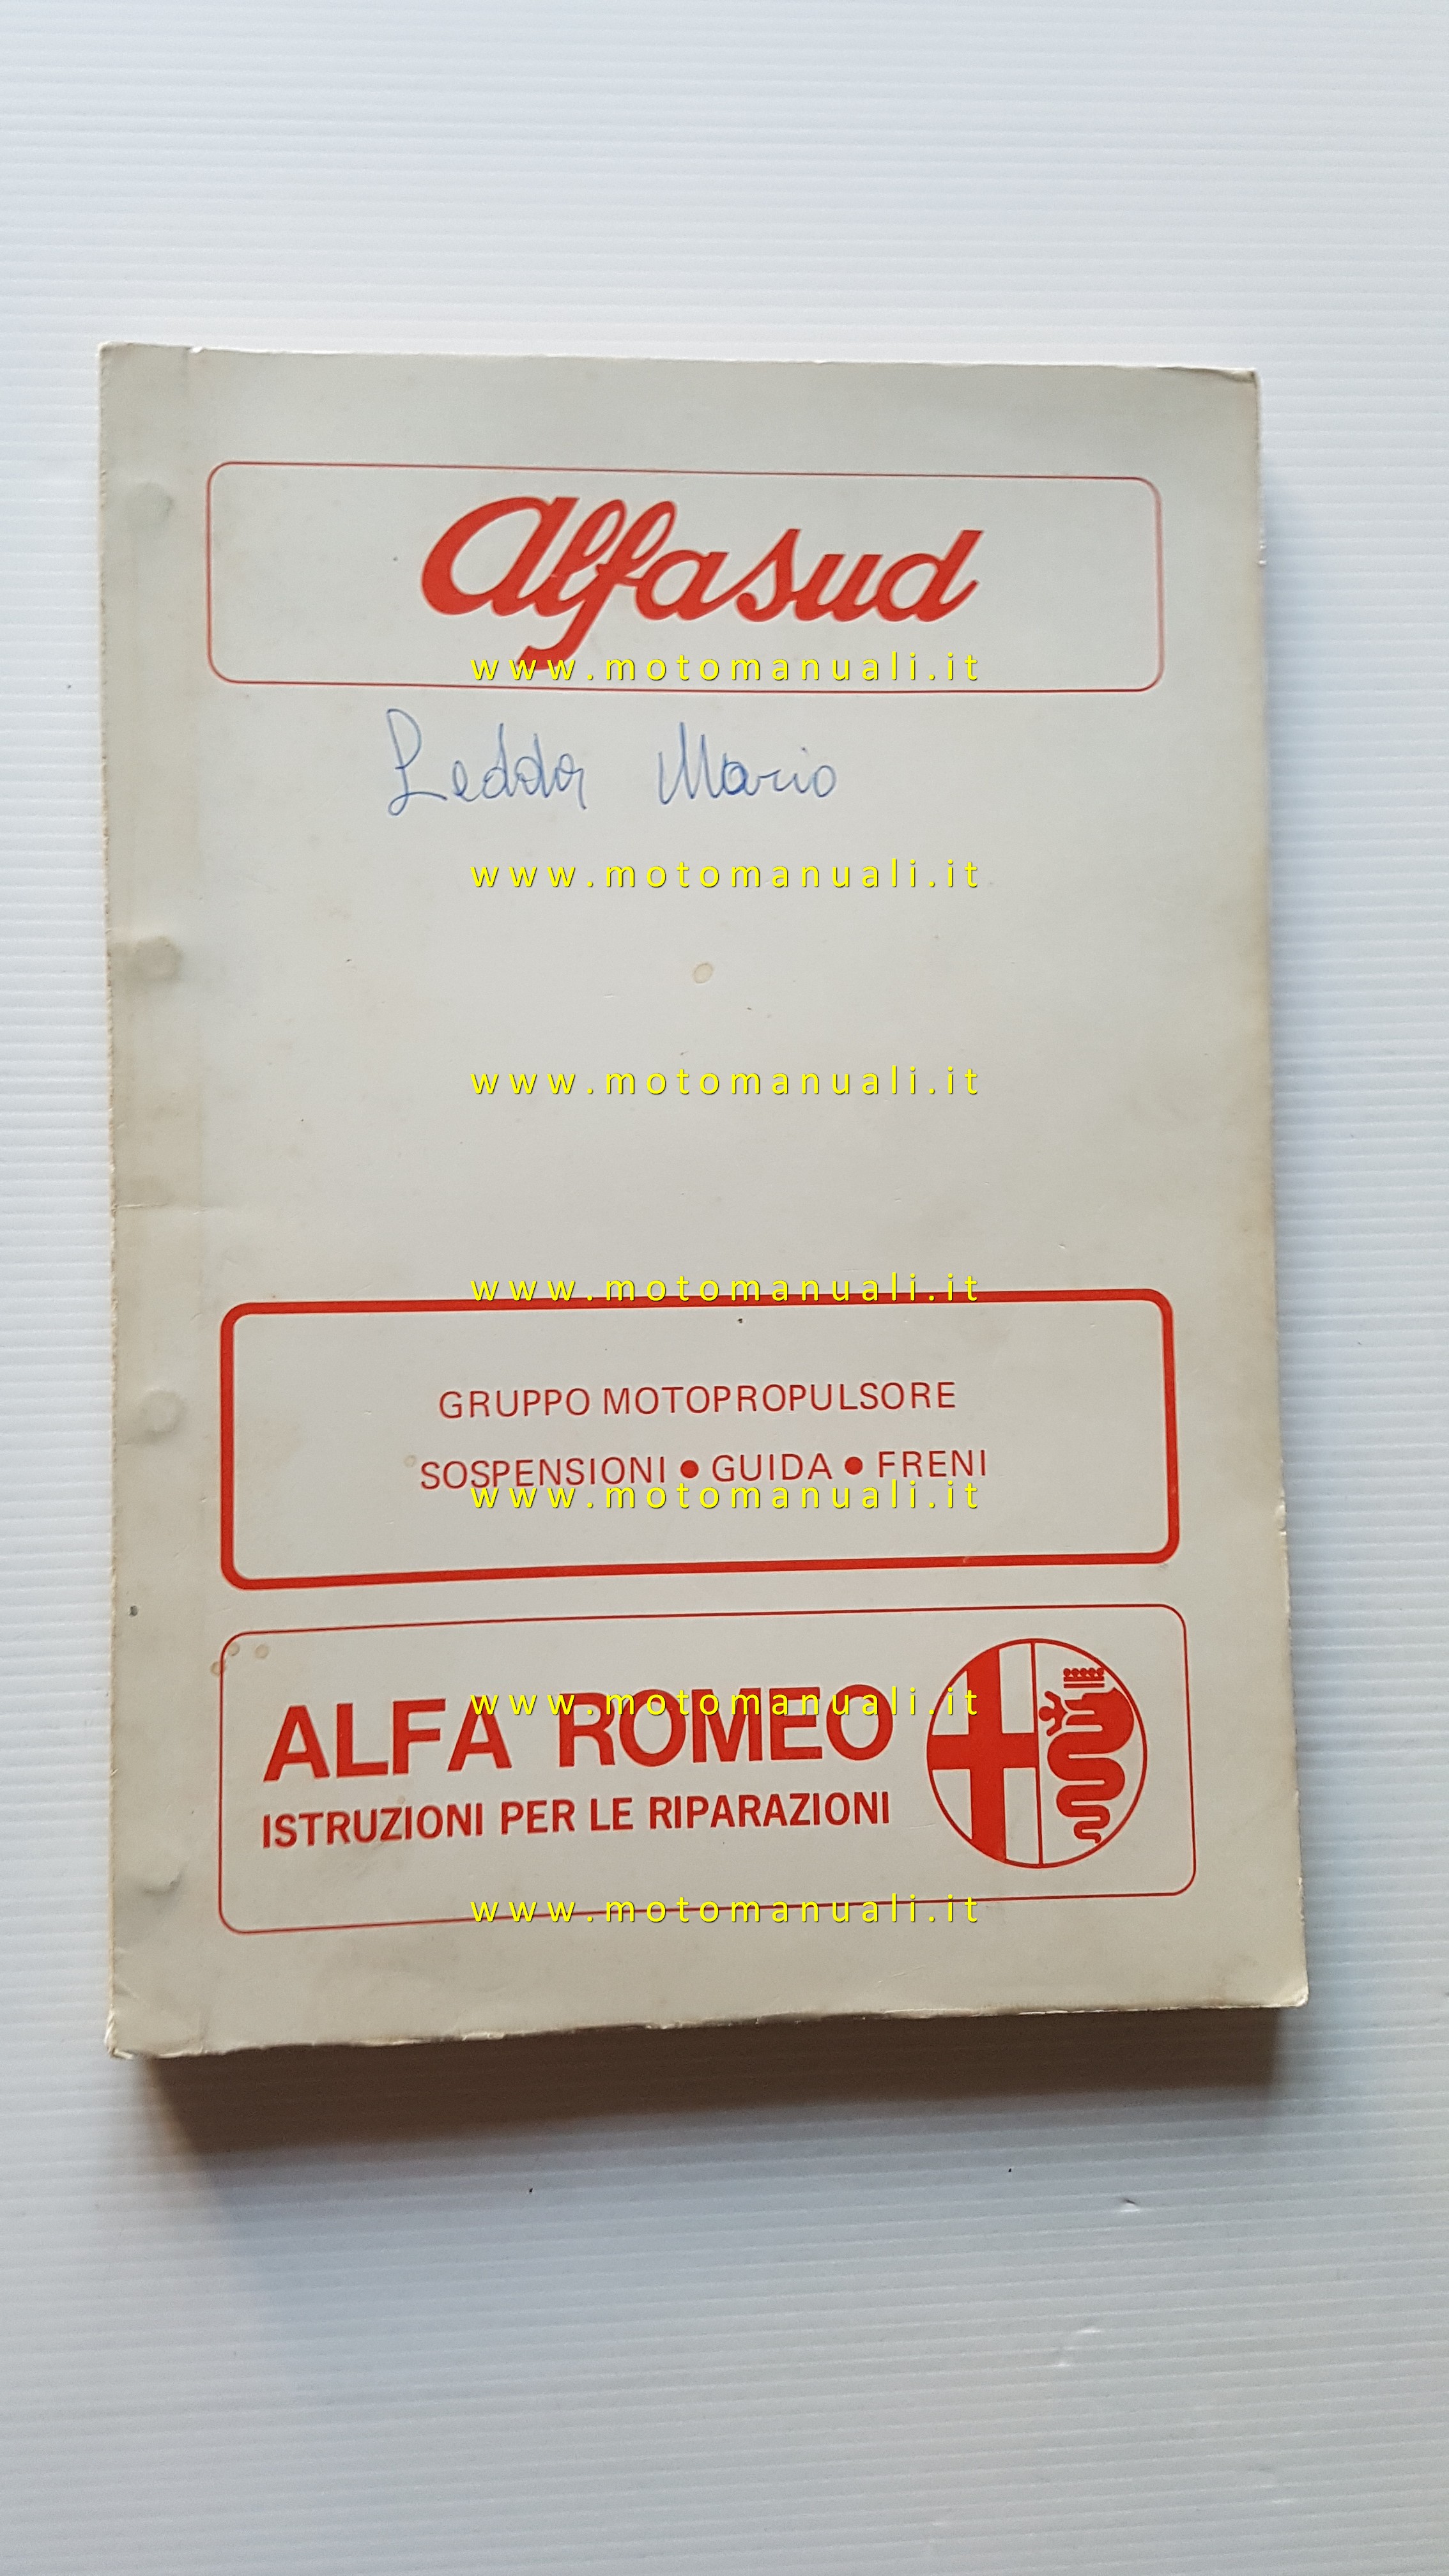 alfasud
www.motomanuali.it
Ledda Mario
www.motomanuali.it
www.motomanuali.it
www.motomanuali.it
GRUPPO MOTOPROPULSORE
SOSPENSIONI ● GUIDA ● FRENI
www.motomanuali.it
ALFA ROMEO
www.motomanuali.it
ISTRUZIONI PER LE RIPARAZIONI
www.motomanuali.it